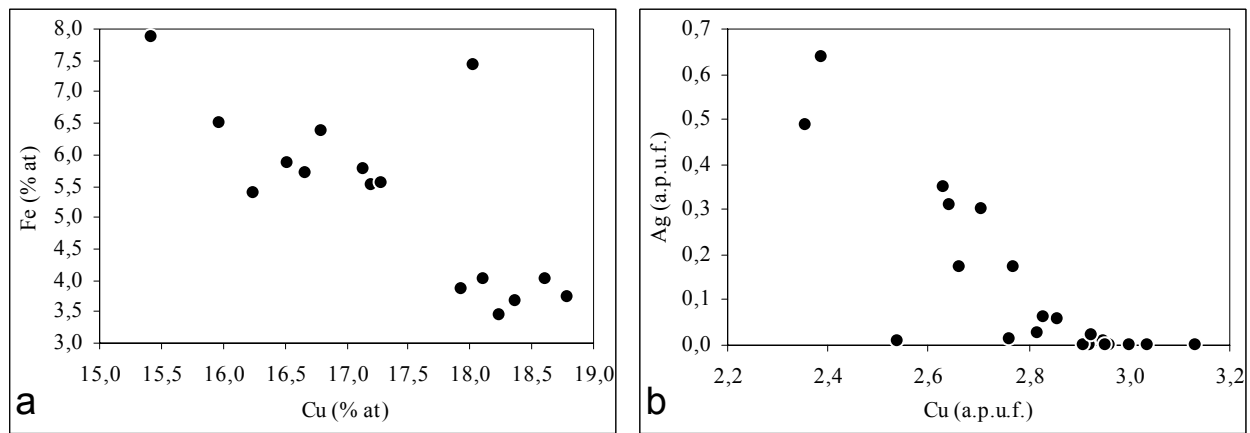 8,0
7,5
7,0
6,5
6,0
5,5
5,0
4,5
4,0
3,5
3,0
Fe (% at)
15,0 15,5 16,0 16,5 17,0 17,5 18,0 18,5 19,0
Cu (% at)
a
0,7
0,6
0,5
0,4
0,3
0,2
0,1
0,0
Ag (a.p.u.f.)
2,2 2,4 2,6 2,8 3,0 3,2
Cu (a.p.u.f.)
b